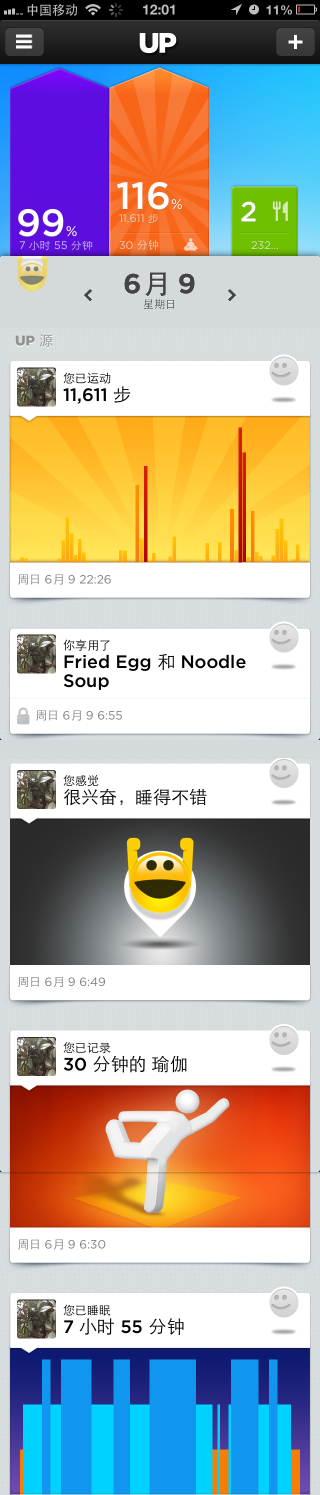 中国移动 12:01 11%
UP
99%
7 小时 55 分钟
116%
11,611 步
30 分钟
2
232...
6月 9
星期日
UP 源
您已运动
11,611 步
周日 6月 9 22:26
你享用了
Fried Egg 和 Noodle
Soup
周日 6月 9 6:55
您感觉
很兴奋，睡得不错
周日 6月 9 6:49
您已记录
30 分钟的 瑜伽
周日 6月 9 6:30
您已睡眠
7 小时 55 分钟